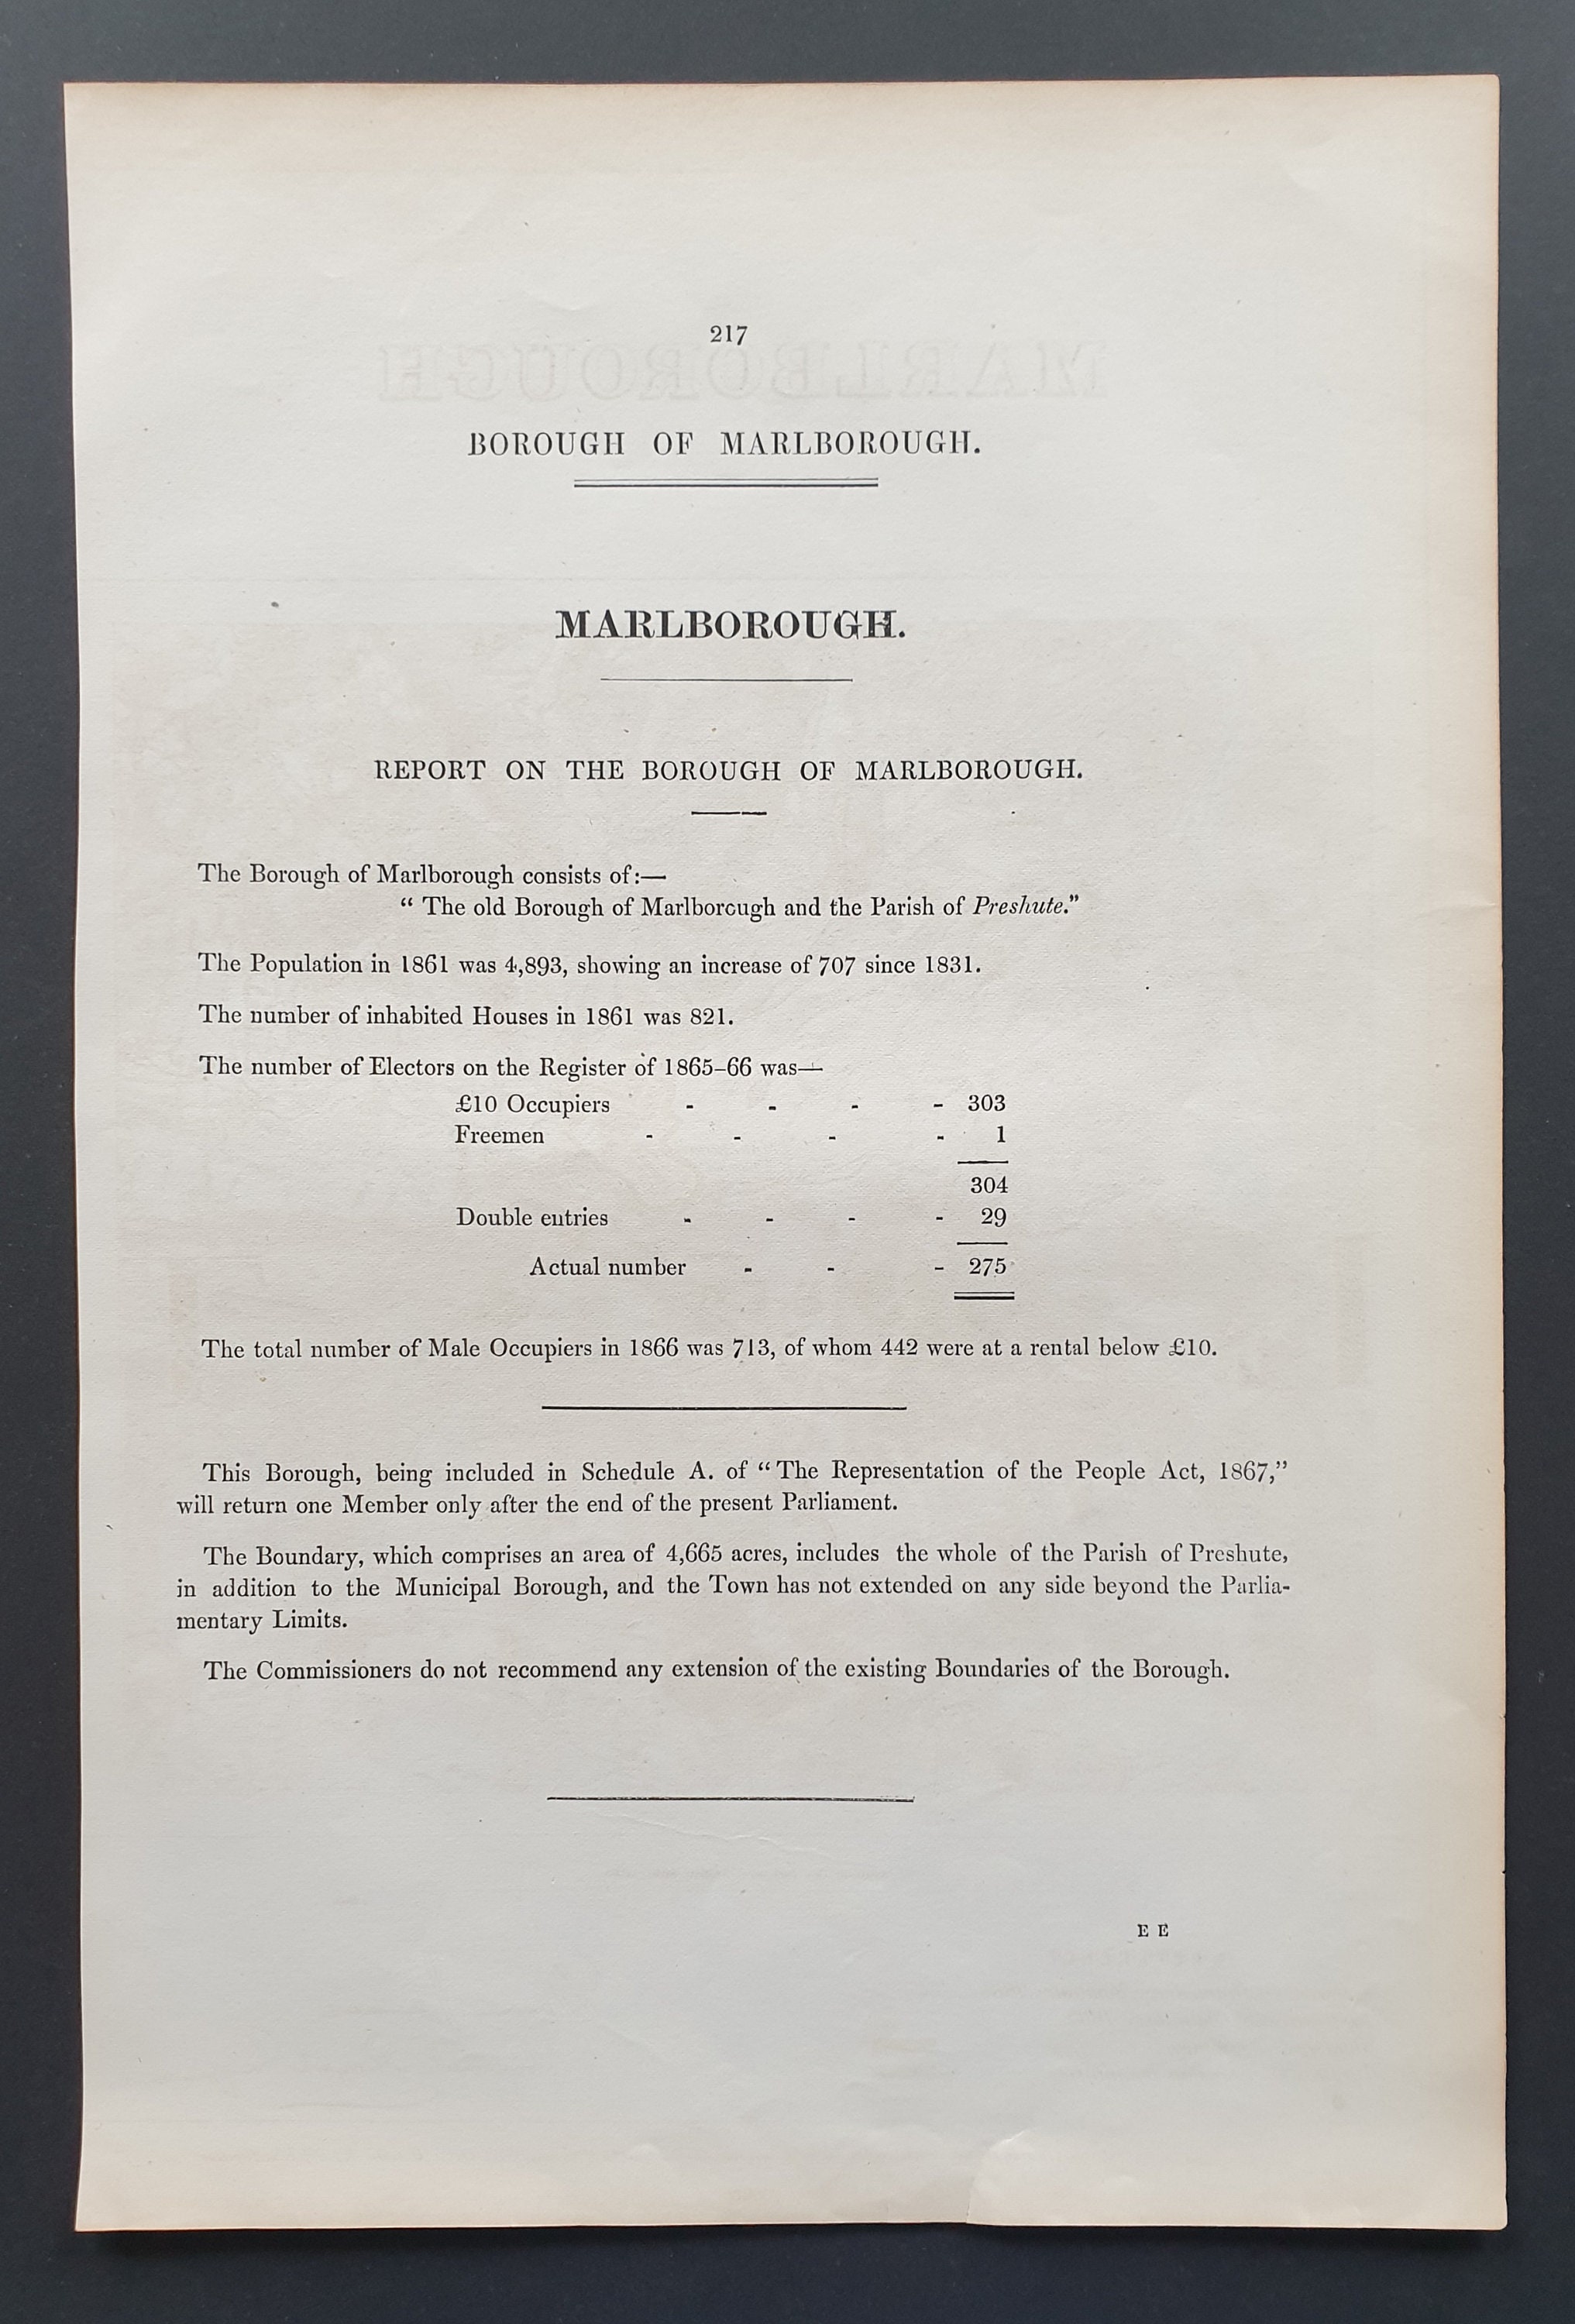 217
BOROUGH OF MARLBOROUGH.
MARLBOROUGH.
REPORT ON THE BOROUGH OF MARLBOROUGH.
The Borough of Marlborough consists of:—
“ The old Borough of Marlborough and the Parish of Preshute.”
The Population in 1861 was 4,893, showing an increase of 707 since 1831.
The number of inhabited Houses in 1861 was 821.
The number of Electors on the Register of 1865–66 was—
£10 Occupiers - - - - 303
Freemen - - - - 1
304
Double entries - - - - 29
Actual number - - - 275
The total number of Male Occupiers in 1866 was 713, of whom 442 were at a rental below £10.
This Borough, being included in Schedule A. of “The Representation of the People Act, 1867,”
will return one Member only after the end of the present Parliament.
The Boundary, which comprises an area of 4,665 acres, includes the whole of the Parish of Preshute,
in addition to the Municipal Borough, and the Town has not extended on any side beyond the Parlia-
mentary Limits.
The Commissioners do not recommend any extension of the existing Boundaries of the Borough.
E E